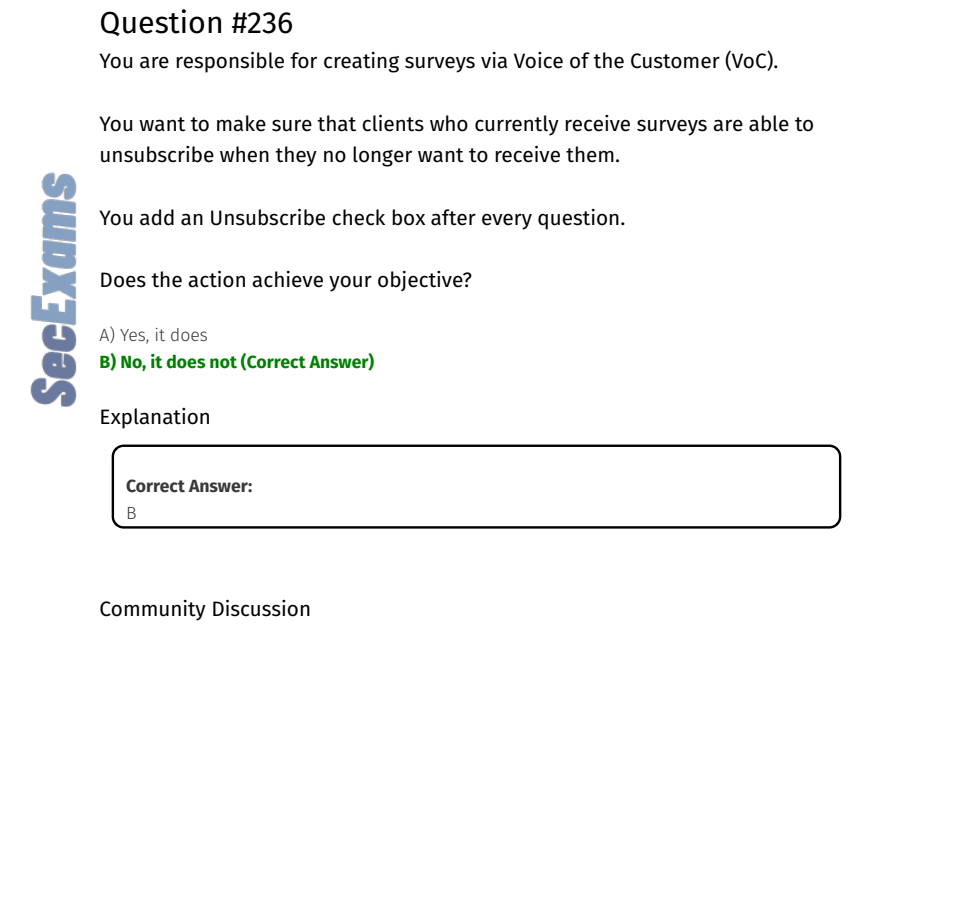 Question #236
You are responsible for creating surveys via Voice of the Customer (VoC).
You want to make sure that clients who currently receive surveys are able to
unsubscribe when they no longer want to receive them.
You add an Unsubscribe check box after every question.
Does the action achieve your objective?
A) Yes, it does
B) No, it does not (Correct Answer)
Explanation
Correct Answer:
B
Community Discussion
SecExams